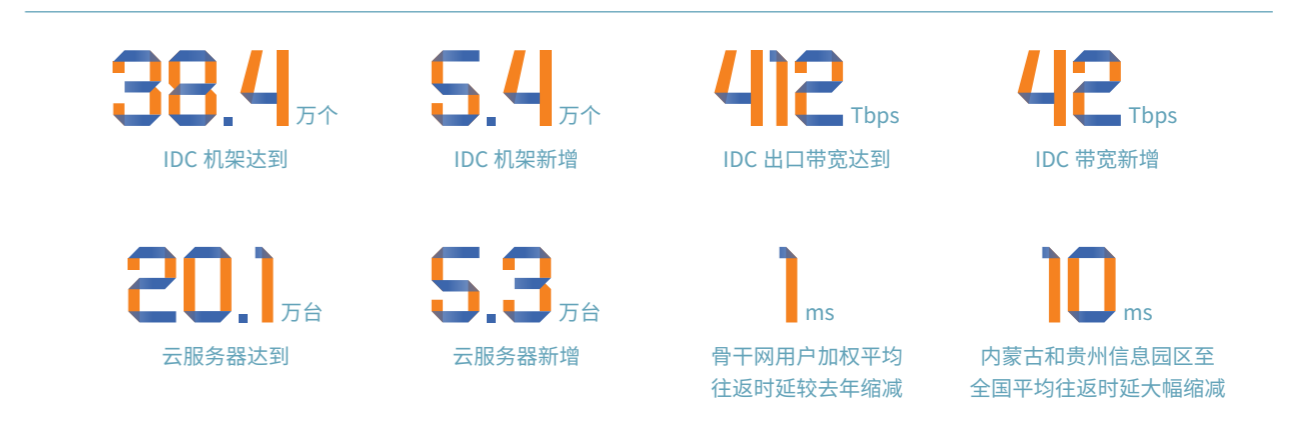 38.4万个
IDC 机架达到
5.4万个
IDC 机架新增
412Tbps
IDC 出口带宽达到
42Tbps
IDC 带宽新增
20.1万台
云服务器达到
5.3万台
云服务器新增
1ms
骨干网用户加权平均
往返时延较去年缩减
10ms
内蒙古和贵州信息园区至
全国平均往返时延大幅缩减